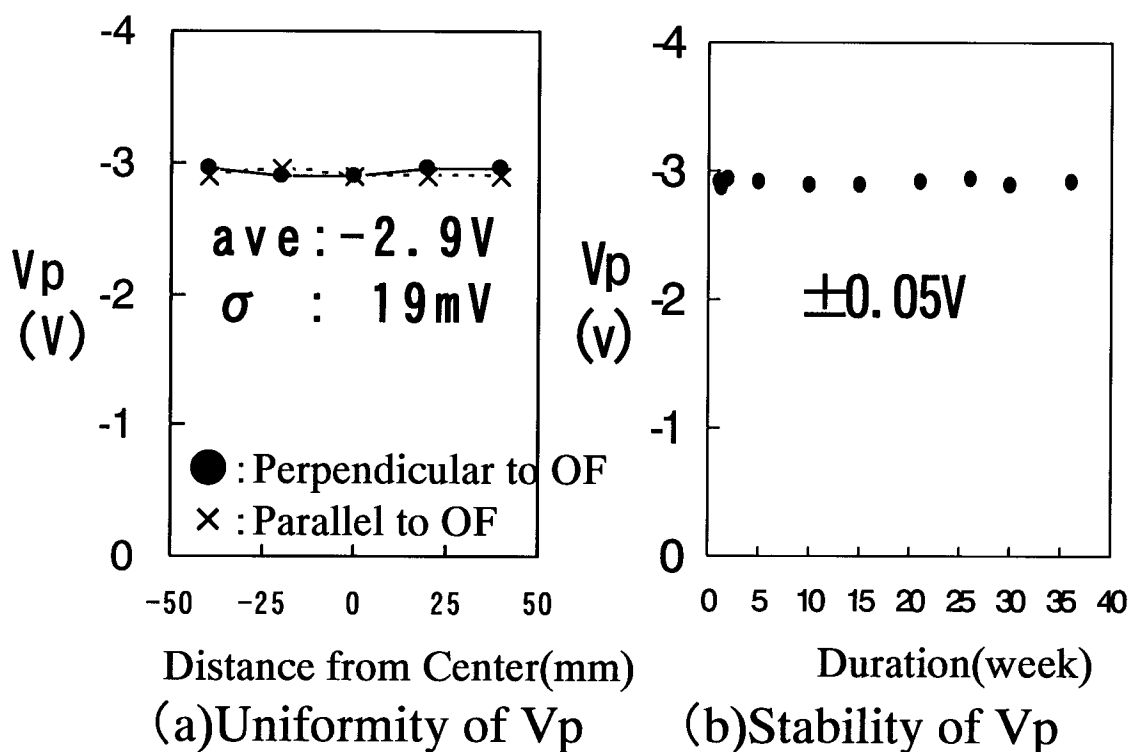 -4
-3
-2
-1
0
Vp
(V)
ave:-2.9V
σ : 19mV
●:Perpendicular to OF
×:Parallel to OF
-50 -25 0 25 50
Distance from Center(mm)
(a)Uniformity of Vp
-4
-3
-2
-1
0
Vp
(v)
±0.05V
0 5 10 15 20 25 30 35 40
Duration(week)
(b)Stability of Vp